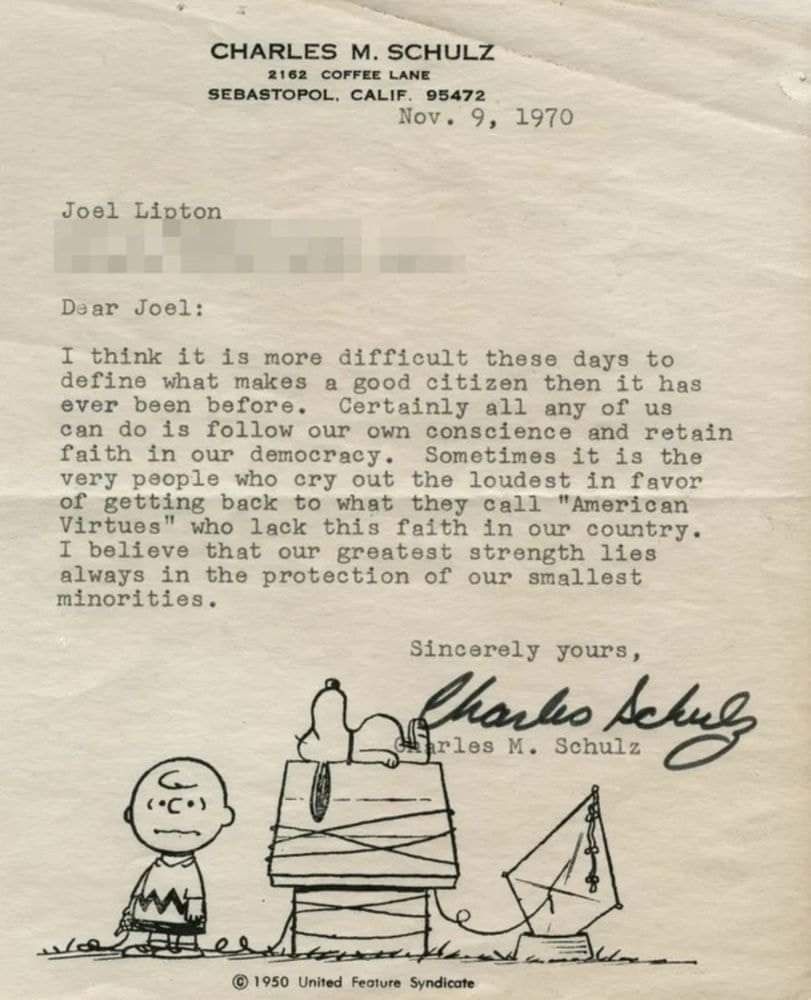 CHARLES M. SCHULZ
2162 COFFEE LANE
SEBASTOPOL, CALIF. 95472
Nov. 9, 1970
Joel Lipton
Dear Joel:
I think it is more difficult these days to
define what makes a good citizen then it has
ever been before.  Certainly all any of us
can do is follow our own conscience and retain
faith in our democracy.  Sometimes it is the
very people who cry out the loudest in favor
of getting back to what they call "American
Virtues" who lack this faith in our country.
I believe that our greatest strength lies
always in the protection of our smallest
minorities.
Sincerely yours,
Charles Schulz
Charles M. Schulz
© 1950 United Feature Syndicate